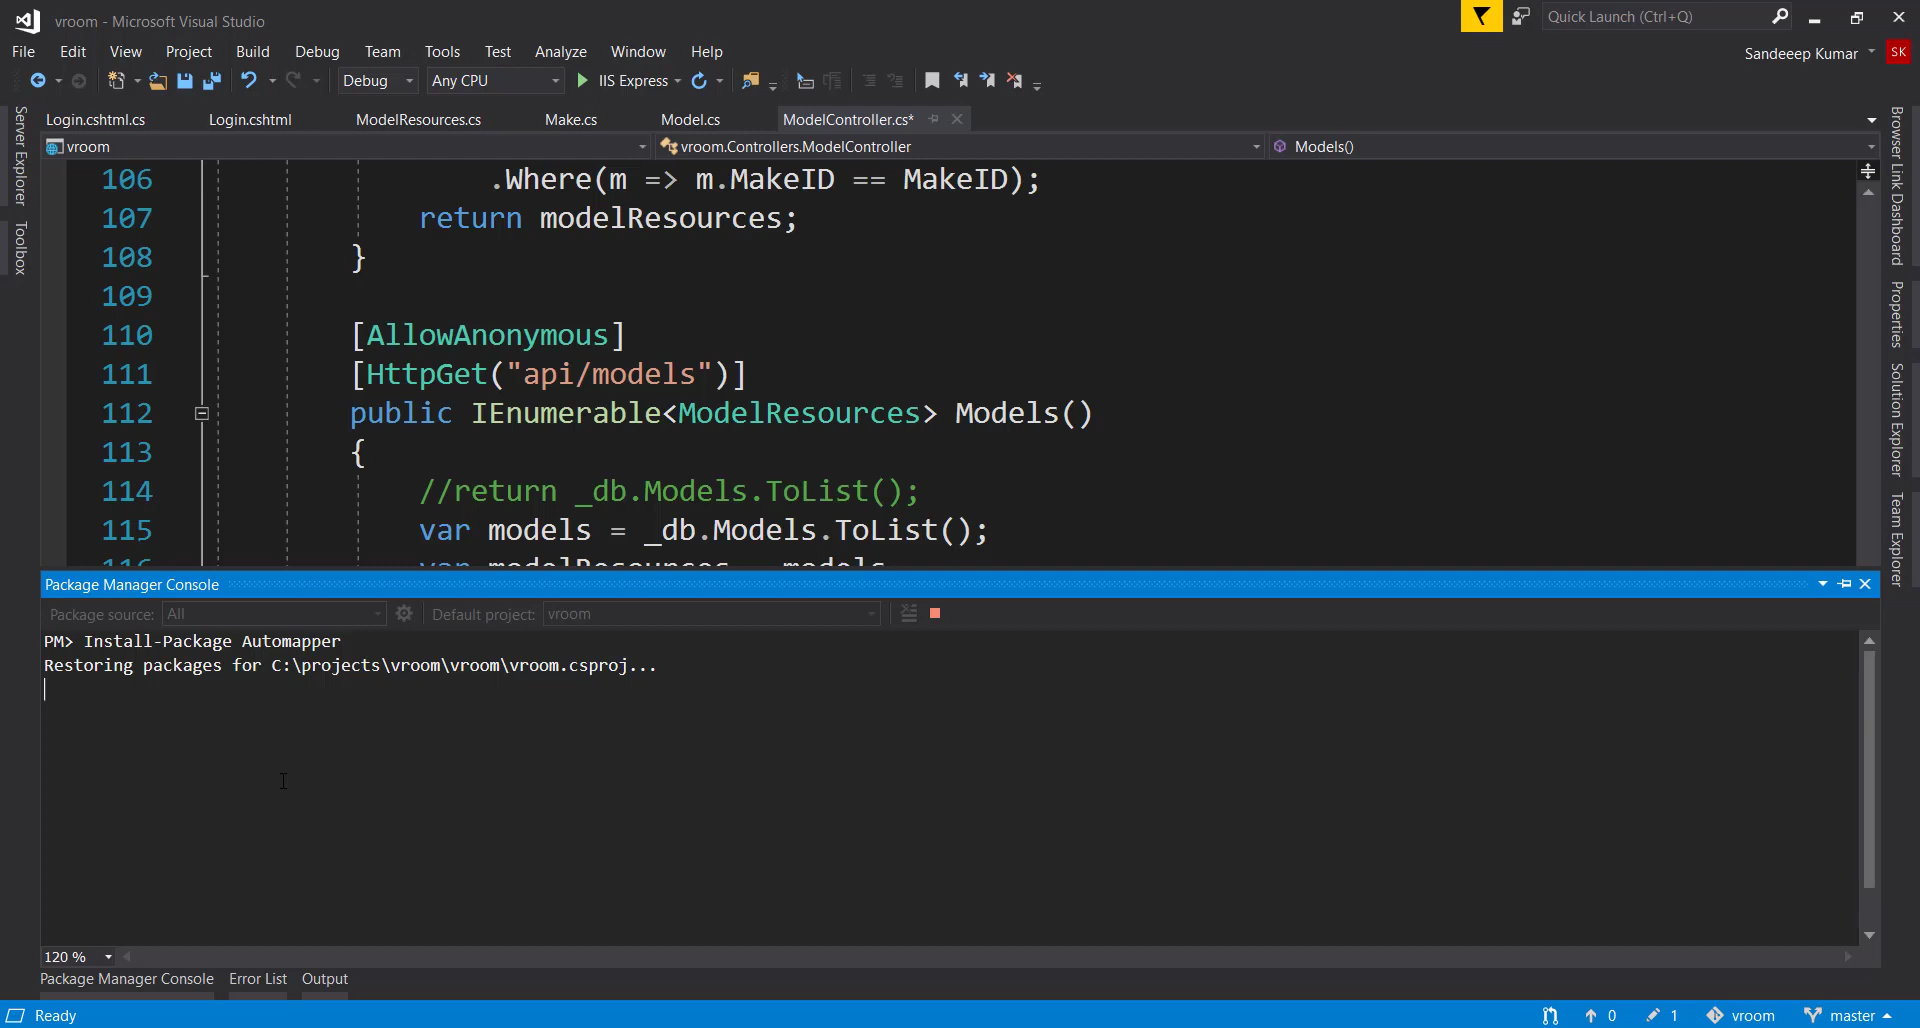 vroom - Microsoft Visual Studio
Quick Launch (Ctrl+Q)
File Edit View Project Build Debug Team Tools Test Analyze Window Help
Sandeeep Kumar SK
Debug Any CPU IIS Express
Server Explorer
Toolbox
Login.cshtml.cs Login.cshtml ModelResources.cs Make.cs Model.cs ModelController.cs*
vroom vroom.Controllers.ModelController Models()
106 .Where(m => m.MakeID == MakeID);
107 return modelResources;
108 }
109
110 [AllowAnonymous]
111 [HttpGet("api/models")]
112 public IEnumerable<ModelResources> Models()
113 {
114 //return _db.Models.ToList();
115 var models = _db.Models.ToList();
116 var modelResources = models
Browser Link Dashboard
Properties
Solution Explorer
Team Explorer
Package Manager Console
Package source: All Default project: vroom
PM> Install-Package Automapper
Restoring packages for C:\projects\vroom\vroom\vroom.csproj...
120 %
Package Manager Console Error List Output
Ready 0 1 vroom master